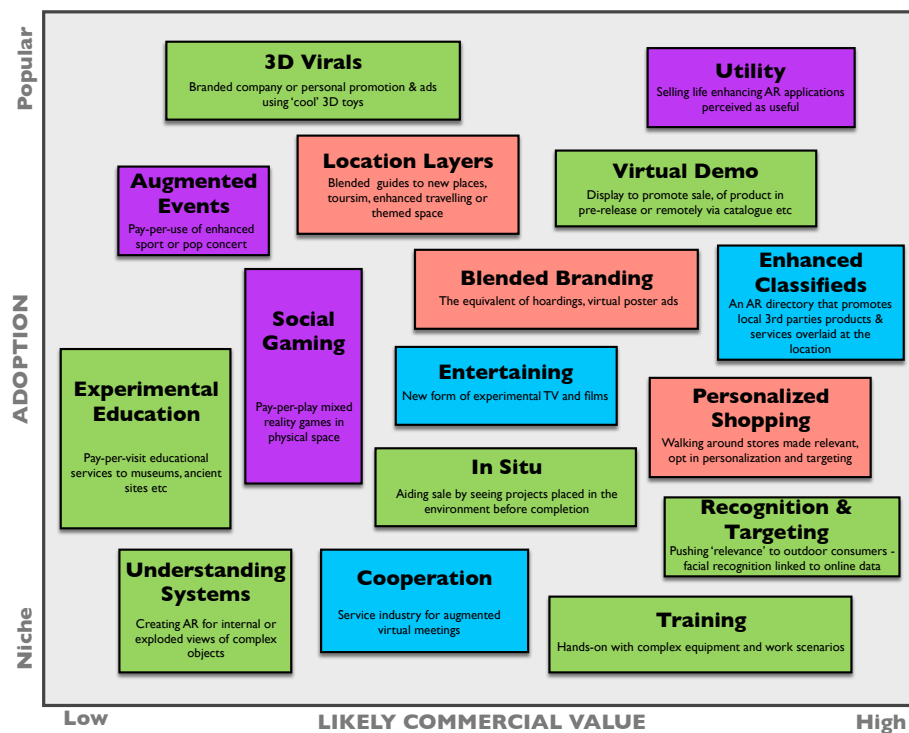 Popular
3D Virals
Branded company or personal promotion & ads
using ‘cool’ 3D toys
Utility
Selling life enhancing AR applications
perceived as useful
Location Layers
Blended guides to new places,
toursim, enhanced travelling or
themed space
Virtual Demo
Display to promote sale, of product in
pre-release or remotely via catalogue etc
Augmented
Events
Pay-per-use of enhanced
sport or pop concert
Blended Branding
The equivalent of hoardings, virtual poster ads
Enhanced
Classifieds
An AR directory that promotes
local 3rd parties products &
services overlaid at the
location
Social
Gaming
Pay-per-play mixed
reality games in
physical space
ADOPTION
Experimental
Education
Pay-per-visit educational
services to museums, ancient
sites etc
Entertaining
New form of experimental TV and films
Personalized
Shopping
Walking around stores made relevant,
opt in personalization and targeting
In Situ
Aiding sale by seeing projects placed in the
environment before completion
Recognition &
Targeting
Pushing ‘relevance’ to outdoor consumers -
facial recognition linked to online data
Understanding
Systems
Creating AR for internal or
exploded views of complex
objects
Cooperation
Service industry for augmented
virtual meetings
Training
Hands-on with complex equipment and work scenarios
Niche
Low
LIKELY COMMERCIAL VALUE
High